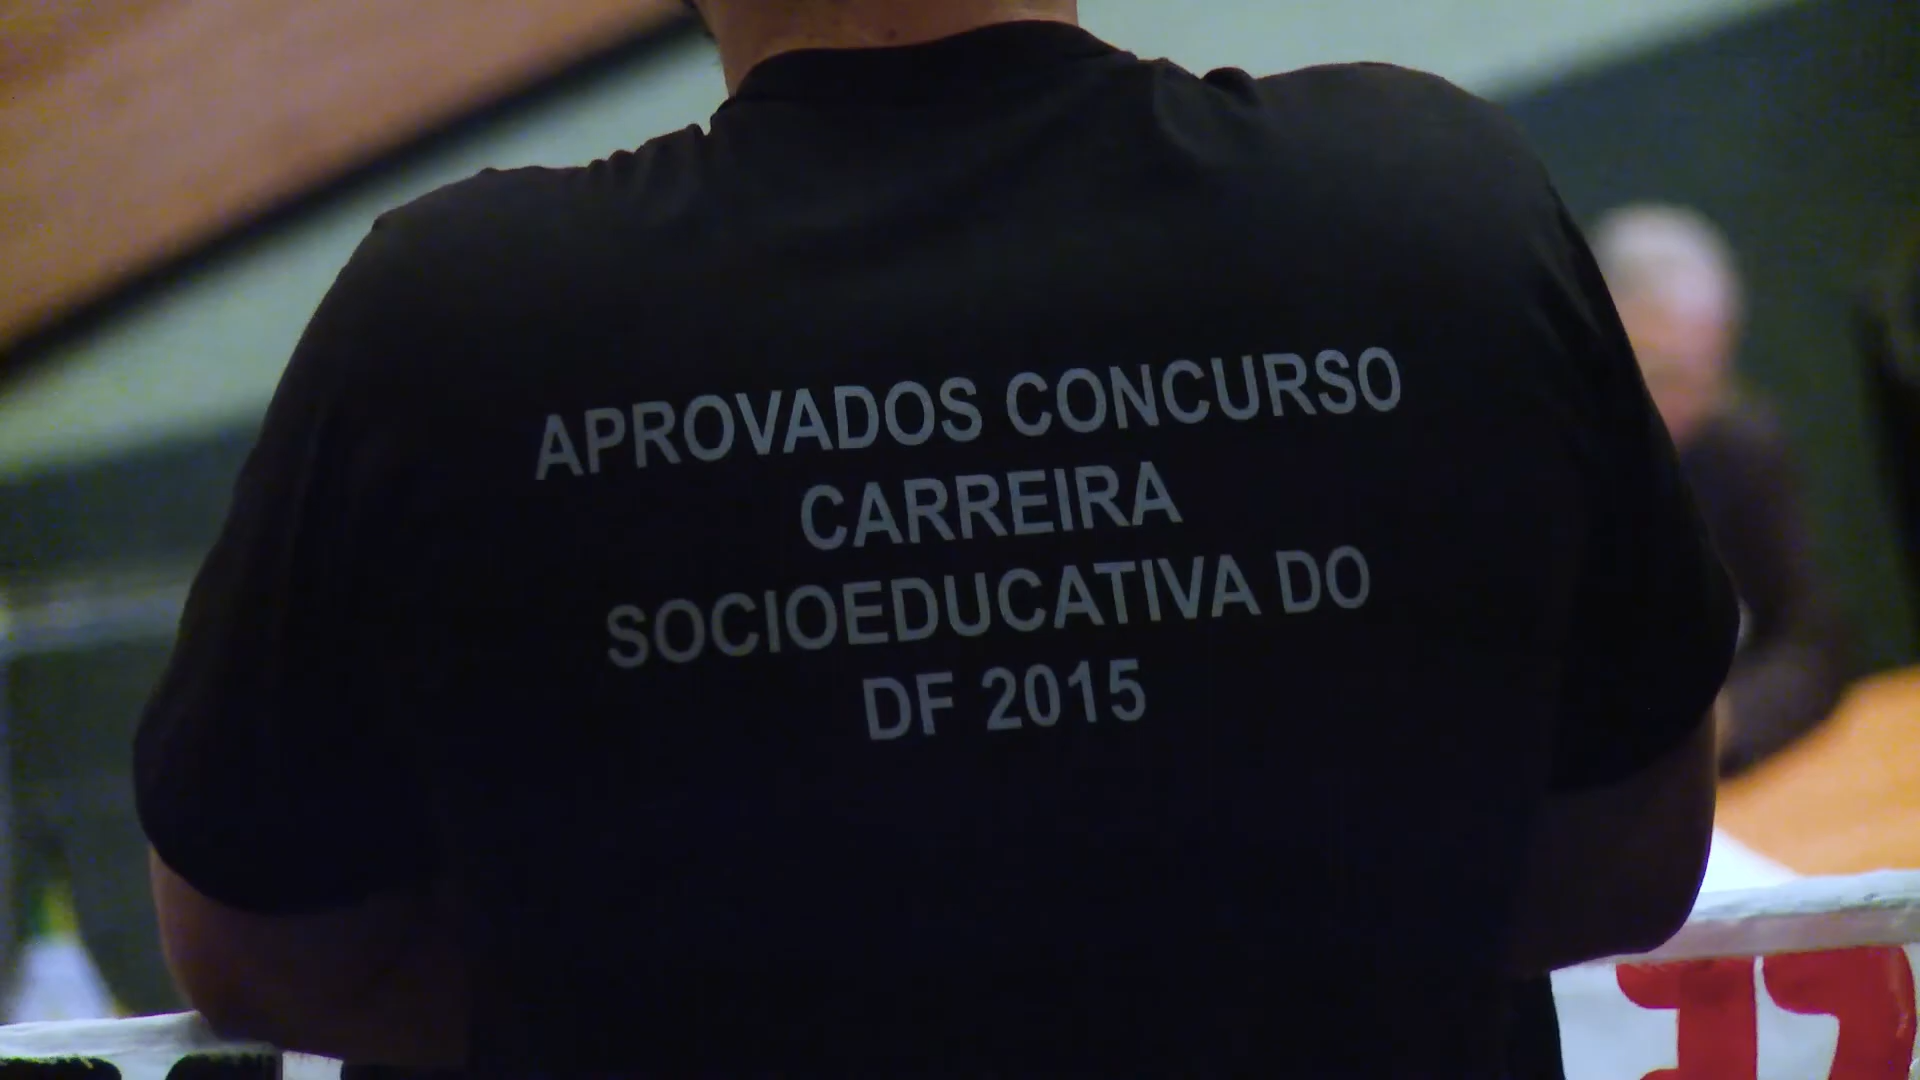 APROVADOS CONCURSO
CARREIRA
SOCIOEDUCATIVA DO
DF 2015